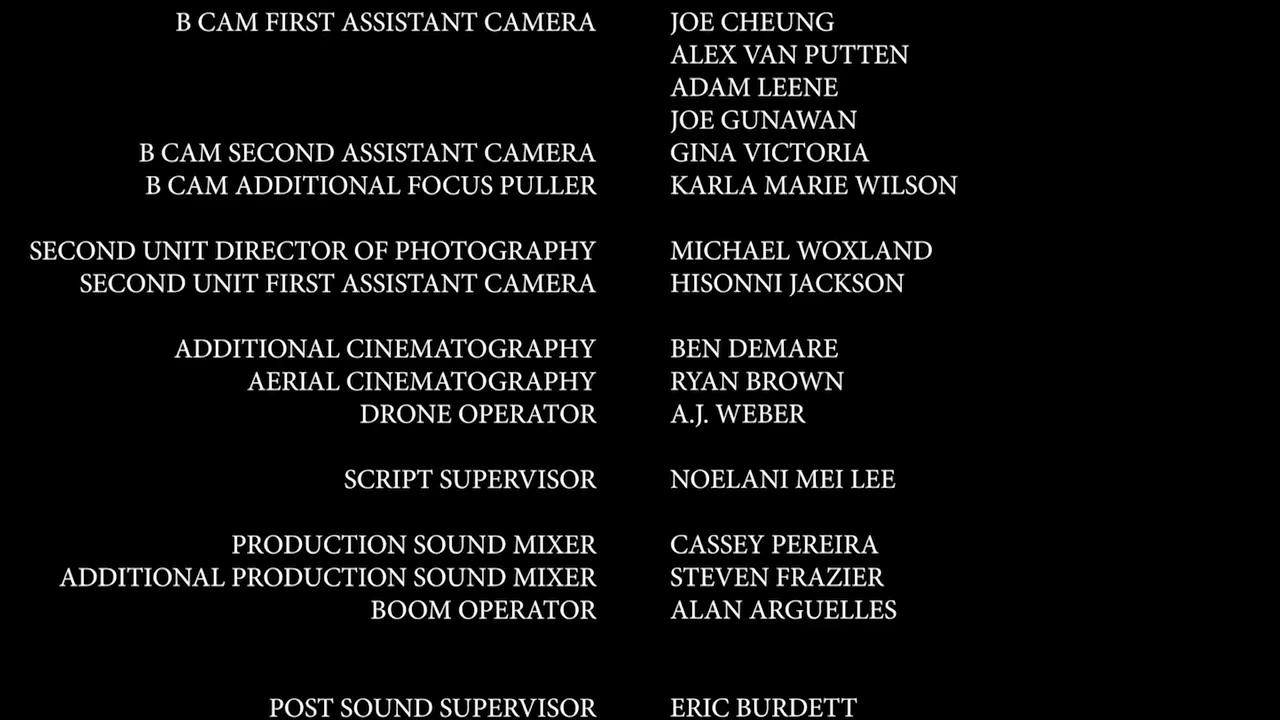 B CAM FIRST ASSISTANT CAMERA JOE CHEUNG
ALEX VAN PUTTEN
ADAM LEENE
JOE GUNAWAN
B CAM SECOND ASSISTANT CAMERA GINA VICTORIA
B CAM ADDITIONAL FOCUS PULLER KARLA MARIE WILSON
SECOND UNIT DIRECTOR OF PHOTOGRAPHY MICHAEL WOXLAND
SECOND UNIT FIRST ASSISTANT CAMERA HISONNI JACKSON
ADDITIONAL CINEMATOGRAPHY BEN DEMARE
AERIAL CINEMATOGRAPHY RYAN BROWN
DRONE OPERATOR A.J. WEBER
SCRIPT SUPERVISOR NOELANI MEI LEE
PRODUCTION SOUND MIXER CASSEY PEREIRA
ADDITIONAL PRODUCTION SOUND MIXER STEVEN FRAZIER
BOOM OPERATOR ALAN ARGUELLES
POST SOUND SUPERVISOR ERIC BURDETT